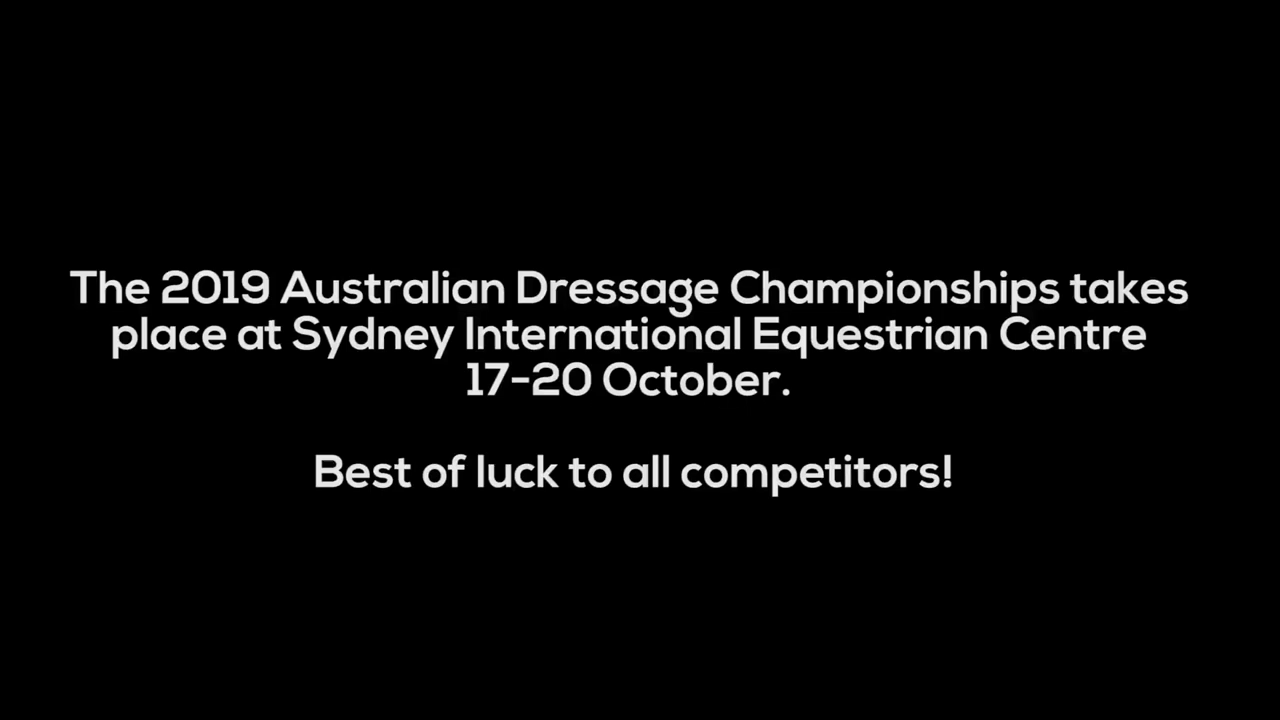 The 2019 Australian Dressage Championships takes
place at Sydney International Equestrian Centre
17-20 October.
Best of luck to all competitors!